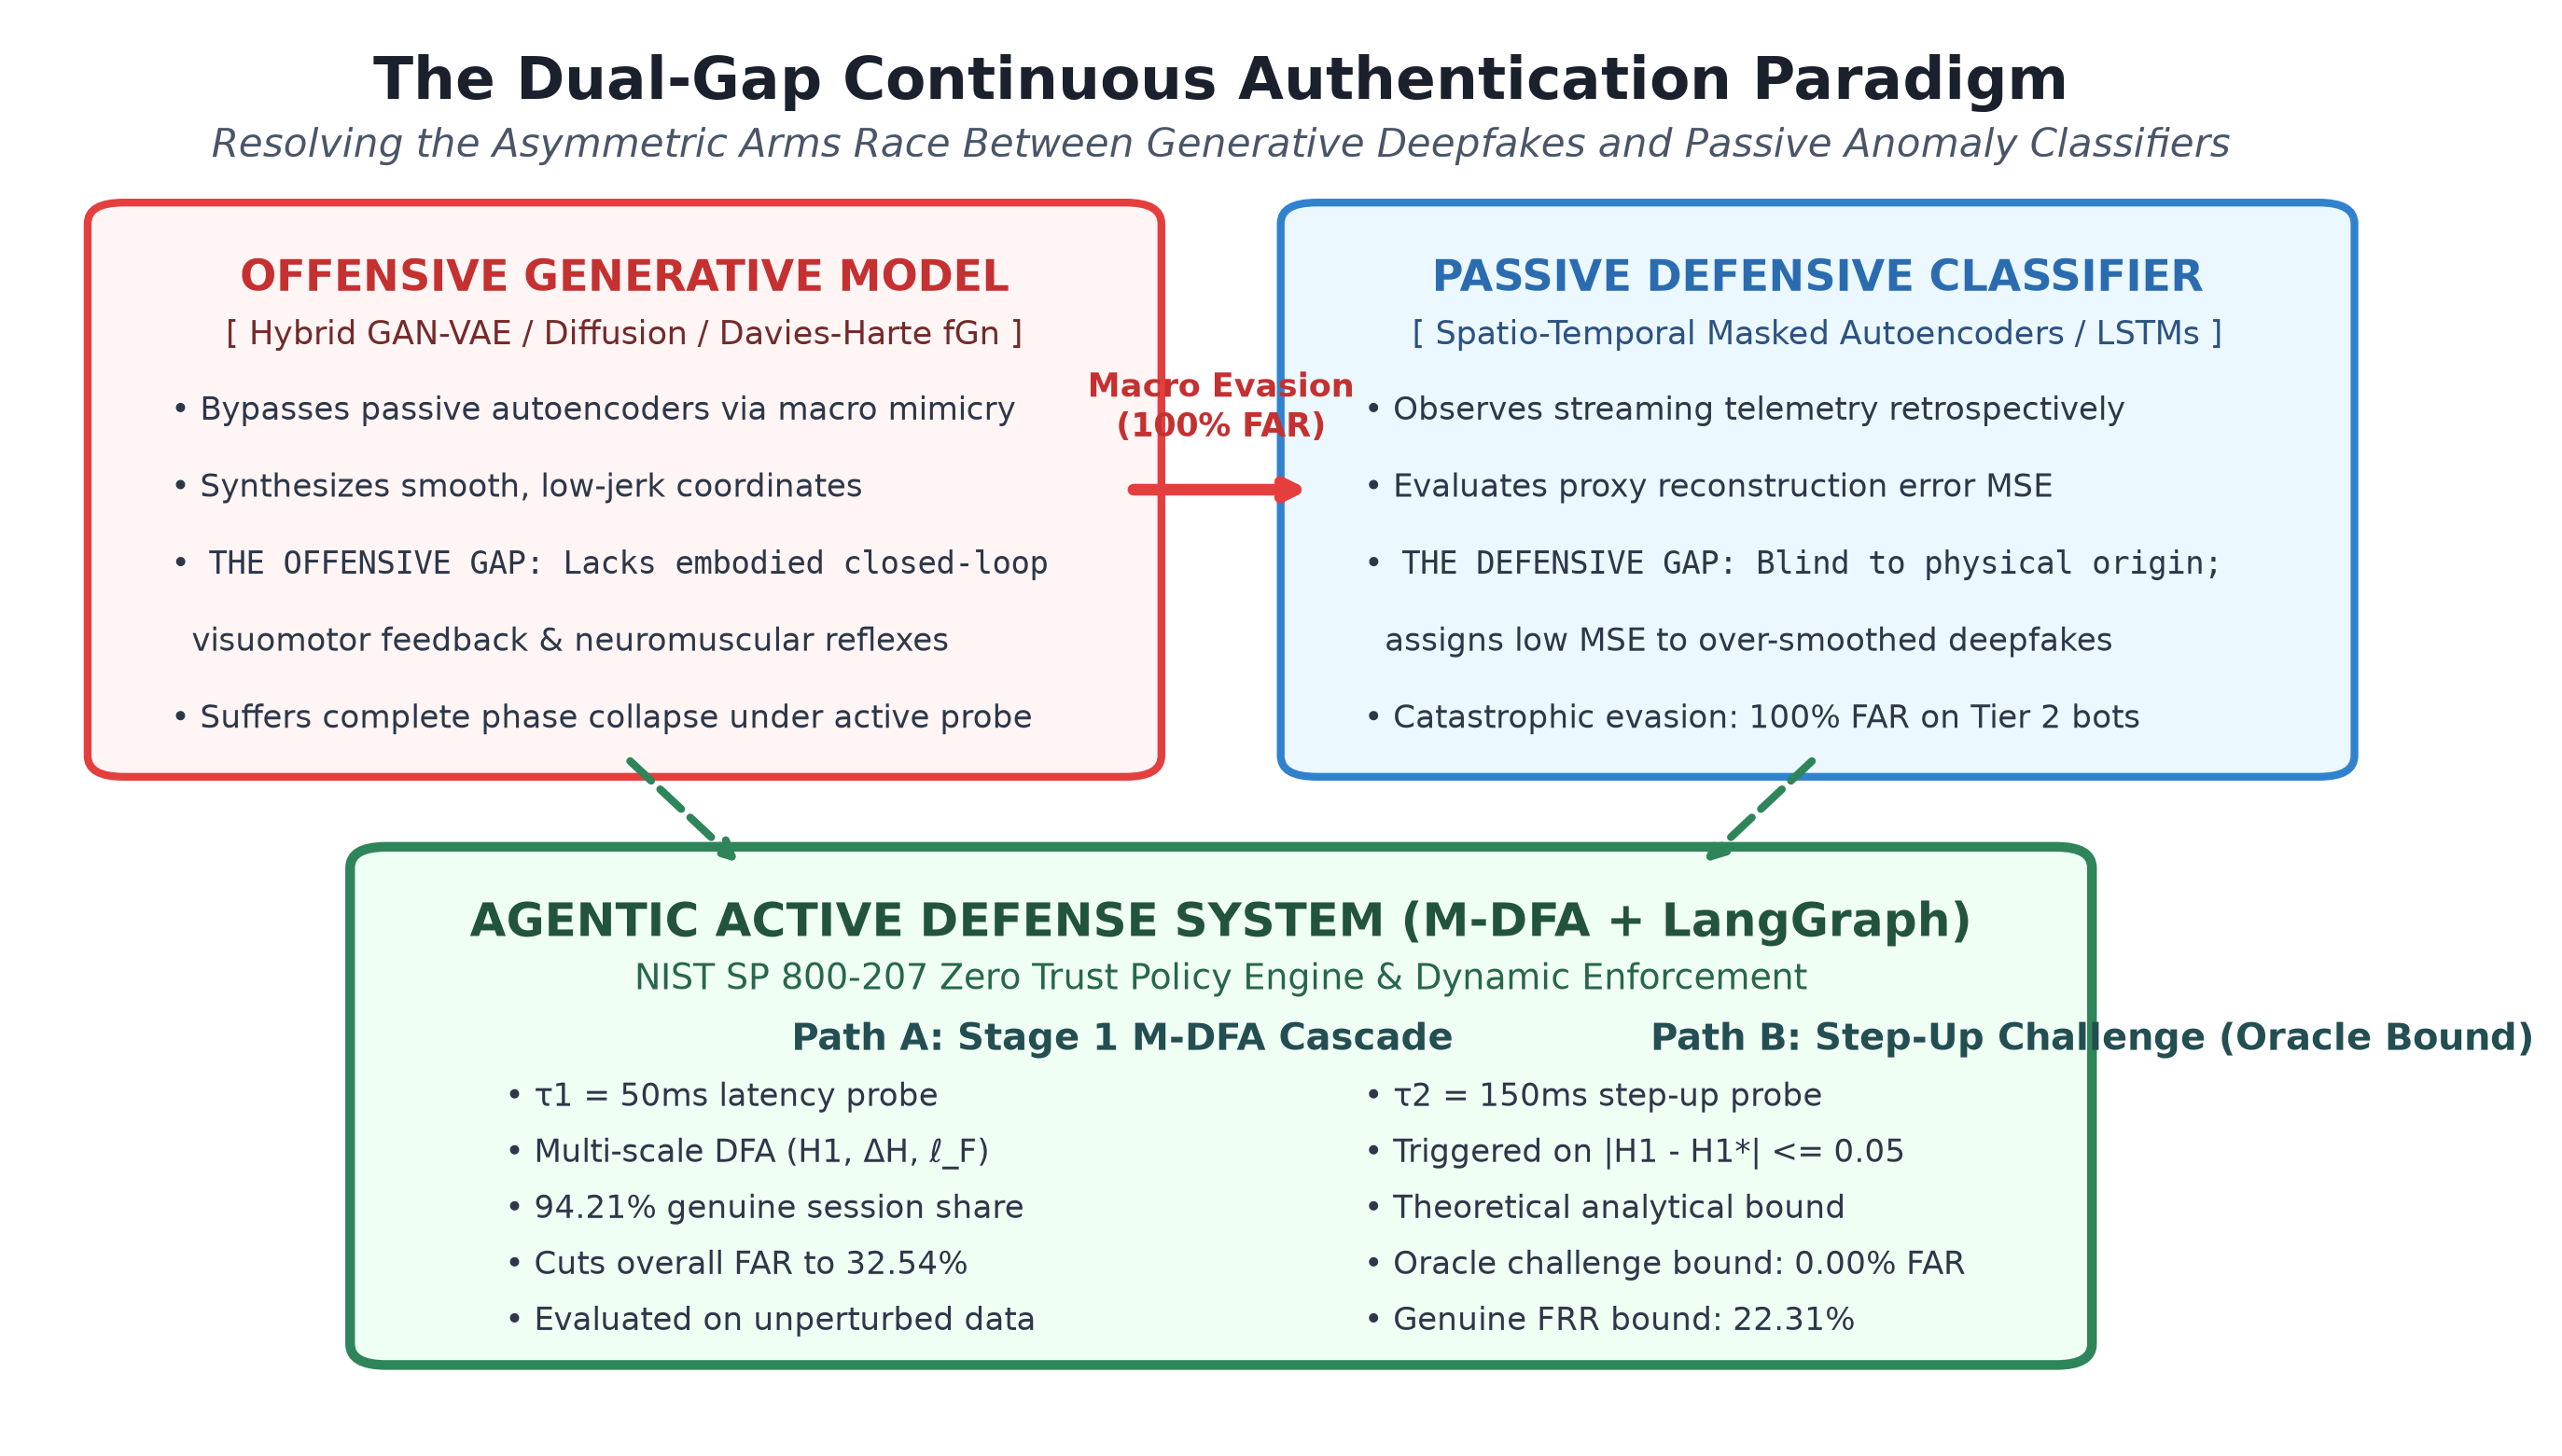 The Dual-Gap Continuous Authentication Paradigm
Resolving the Asymmetric Arms Race Between Generative Deepfakes and Passive Anomaly Classifiers
OFFENSIVE GENERATIVE MODEL
[ Hybrid GAN-VAE / Diffusion / Davies-Harte fGn ]
• Bypasses passive autoencoders via macro mimicry
• Synthesizes smooth, low-jerk coordinates
• THE OFFENSIVE GAP: Lacks embodied closed-loop
visuomotor feedback & neuromuscular reflexes
• Suffers complete phase collapse under active probe
Macro Evasion
(100% FAR)
PASSIVE DEFENSIVE CLASSIFIER
[ Spatio-Temporal Masked Autoencoders / LSTMs ]
• Observes streaming telemetry retrospectively
• Evaluates proxy reconstruction error MSE
• THE DEFENSIVE GAP: Blind to physical origin;
assigns low MSE to over-smoothed deepfakes
• Catastrophic evasion: 100% FAR on Tier 2 bots
AGENTIC ACTIVE DEFENSE SYSTEM (M-DFA + LangGraph)
NIST SP 800-207 Zero Trust Policy Engine & Dynamic Enforcement
Path A: Stage 1 M-DFA Cascade
• τ1 = 50ms latency probe
• Multi-scale DFA (H1, ΔH, ℓ_F)
• 94.21% genuine session share
• Cuts overall FAR to 32.54%
• Evaluated on unperturbed data
Path B: Step-Up Challenge (Oracle Bound)
• τ2 = 150ms step-up probe
• Triggered on |H1 - H1*| <= 0.05
• Theoretical analytical bound
• Oracle challenge bound: 0.00% FAR
• Genuine FRR bound: 22.31%